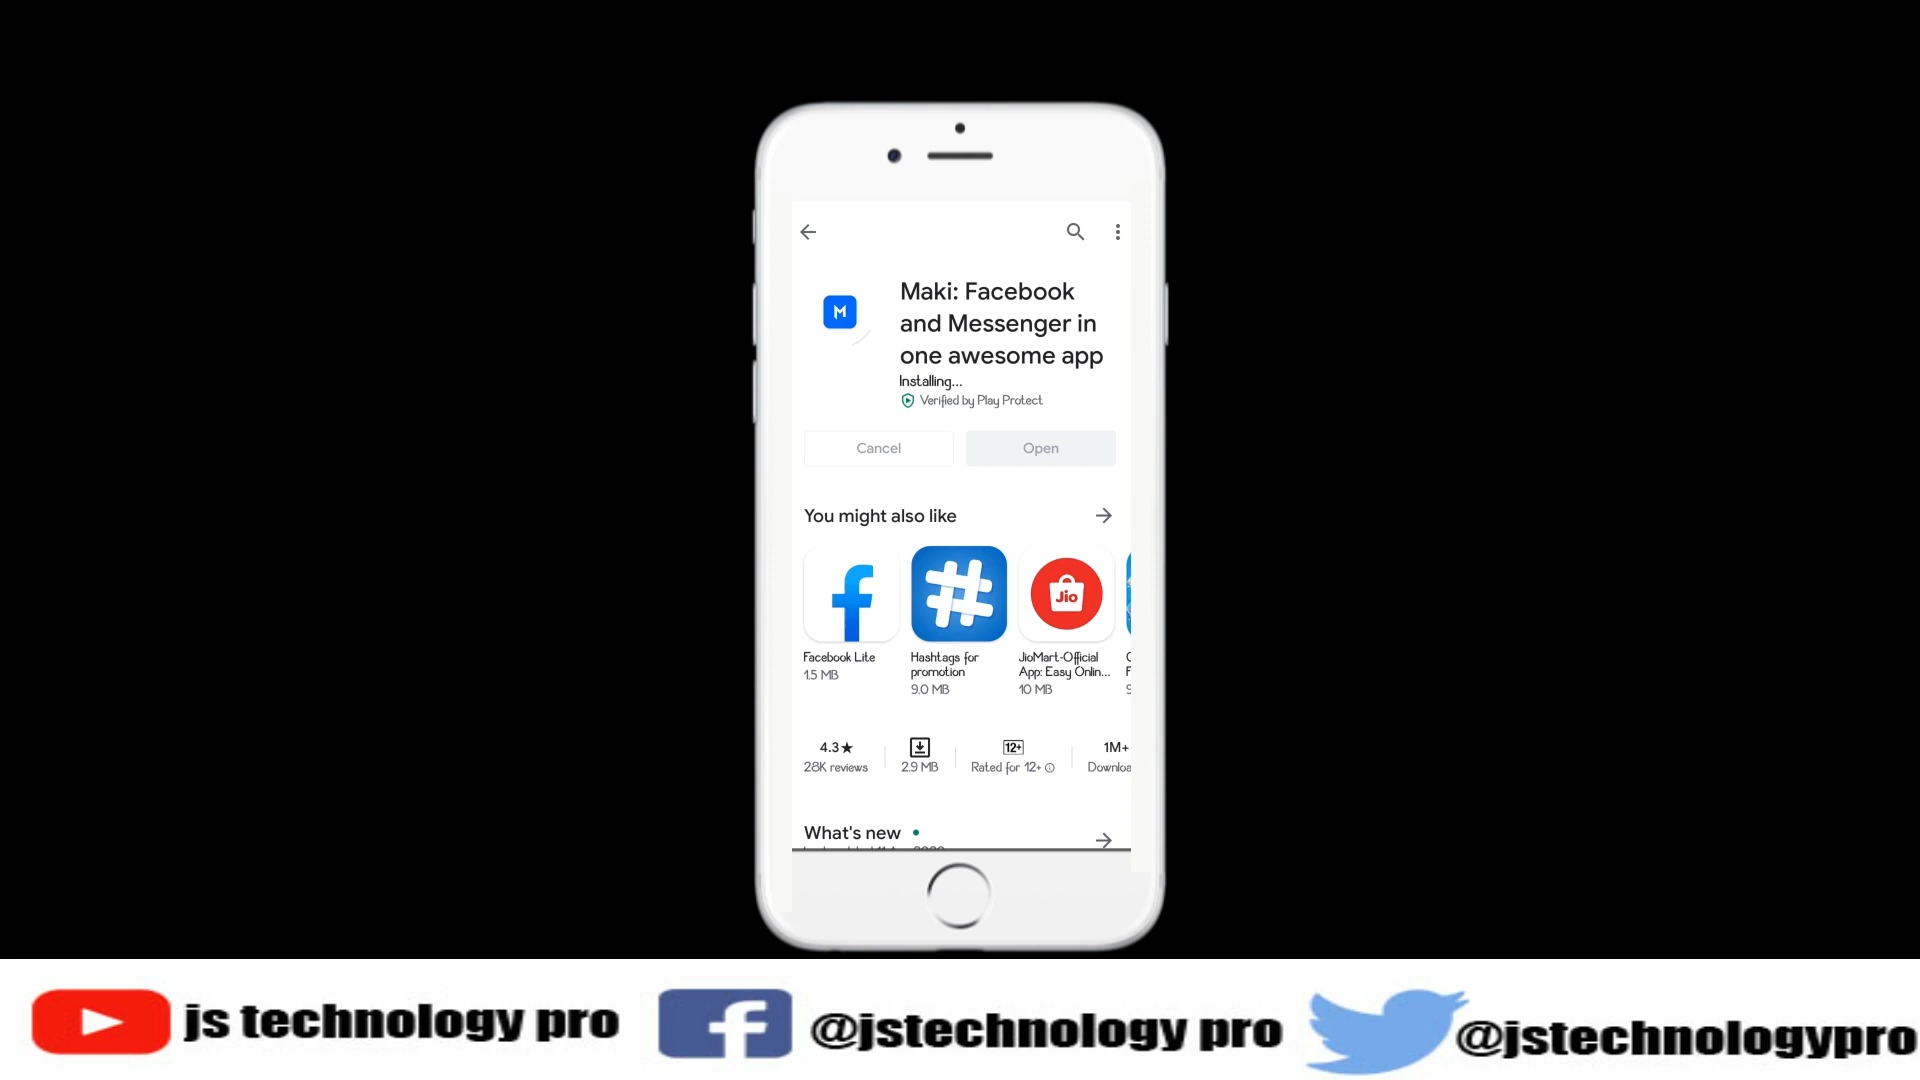 Maki: Facebook
and Messenger in
one awesome app
Installing...
Verified by Play Protect
Cancel
Open
You might also like
Facebook Lite
1.5 MB
Hashtags for
promotion
9.0 MB
JioMart-Official
App: Easy Onlin...
10 MB
4.3★
28K reviews
2.9 MB
12+
Rated for 12+
1M+
Downloa
What's new
js technology pro
@jstechnology pro
@jstechnologypro